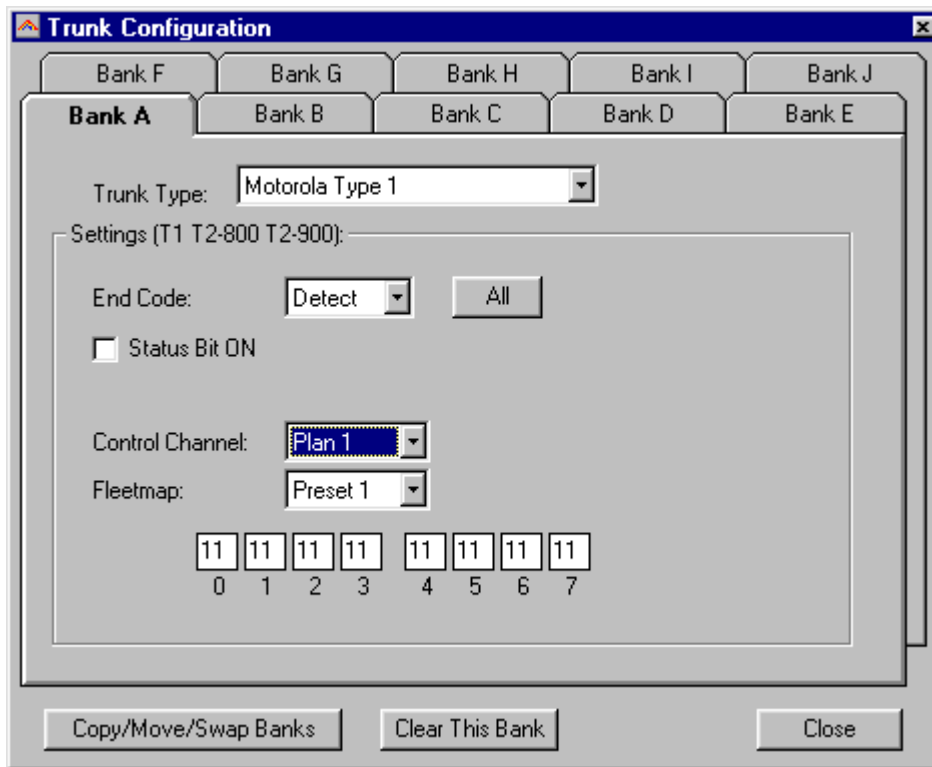 Trunk Configuration
Bank F Bank G Bank H Bank I Bank J
Bank A Bank B Bank C Bank D Bank E
Trunk Type: Motorola Type 1
Settings (T1 T2-800 T2-900):
End Code: Detect All
Status Bit ON
Control Channel: Plan 1
Fleetmap: Preset 1
11 11 11 11 11 11 11 11
0 1 2 3 4 5 6 7
Copy/Move/Swap Banks Clear This Bank Close